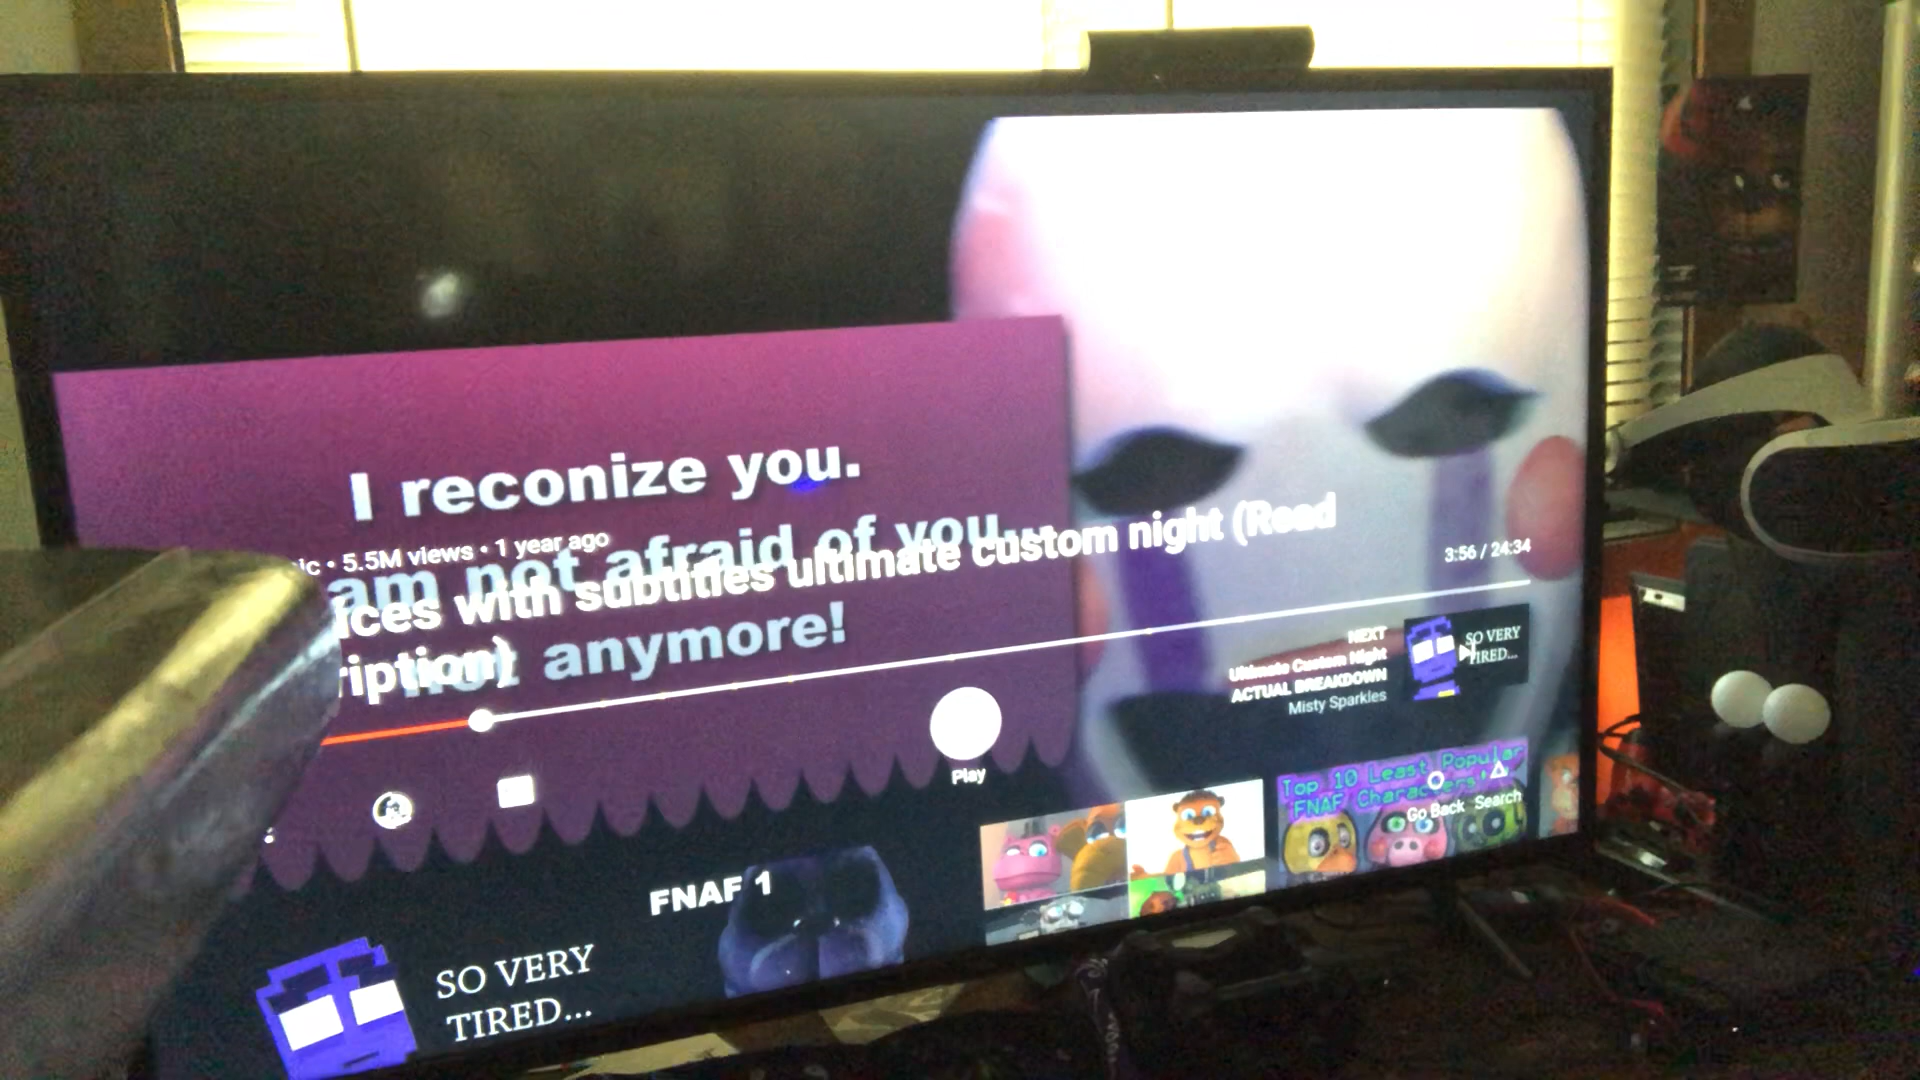 I reconize you.
am not afraid of you...
not anymore!
ic • 5.5M views • 1 year ago
ices with subtitles ultimate custom night (Read
ription)
3:56 / 24:34
NEXT
Ultimate Custom Night
ACTUAL BREAKDOWN
Misty Sparkles
SO VERY
TIRED...
Play
Top 10 Least Popular
FNAF Characters
Go Back Search
FNAF 1
SO VERY
TIRED...